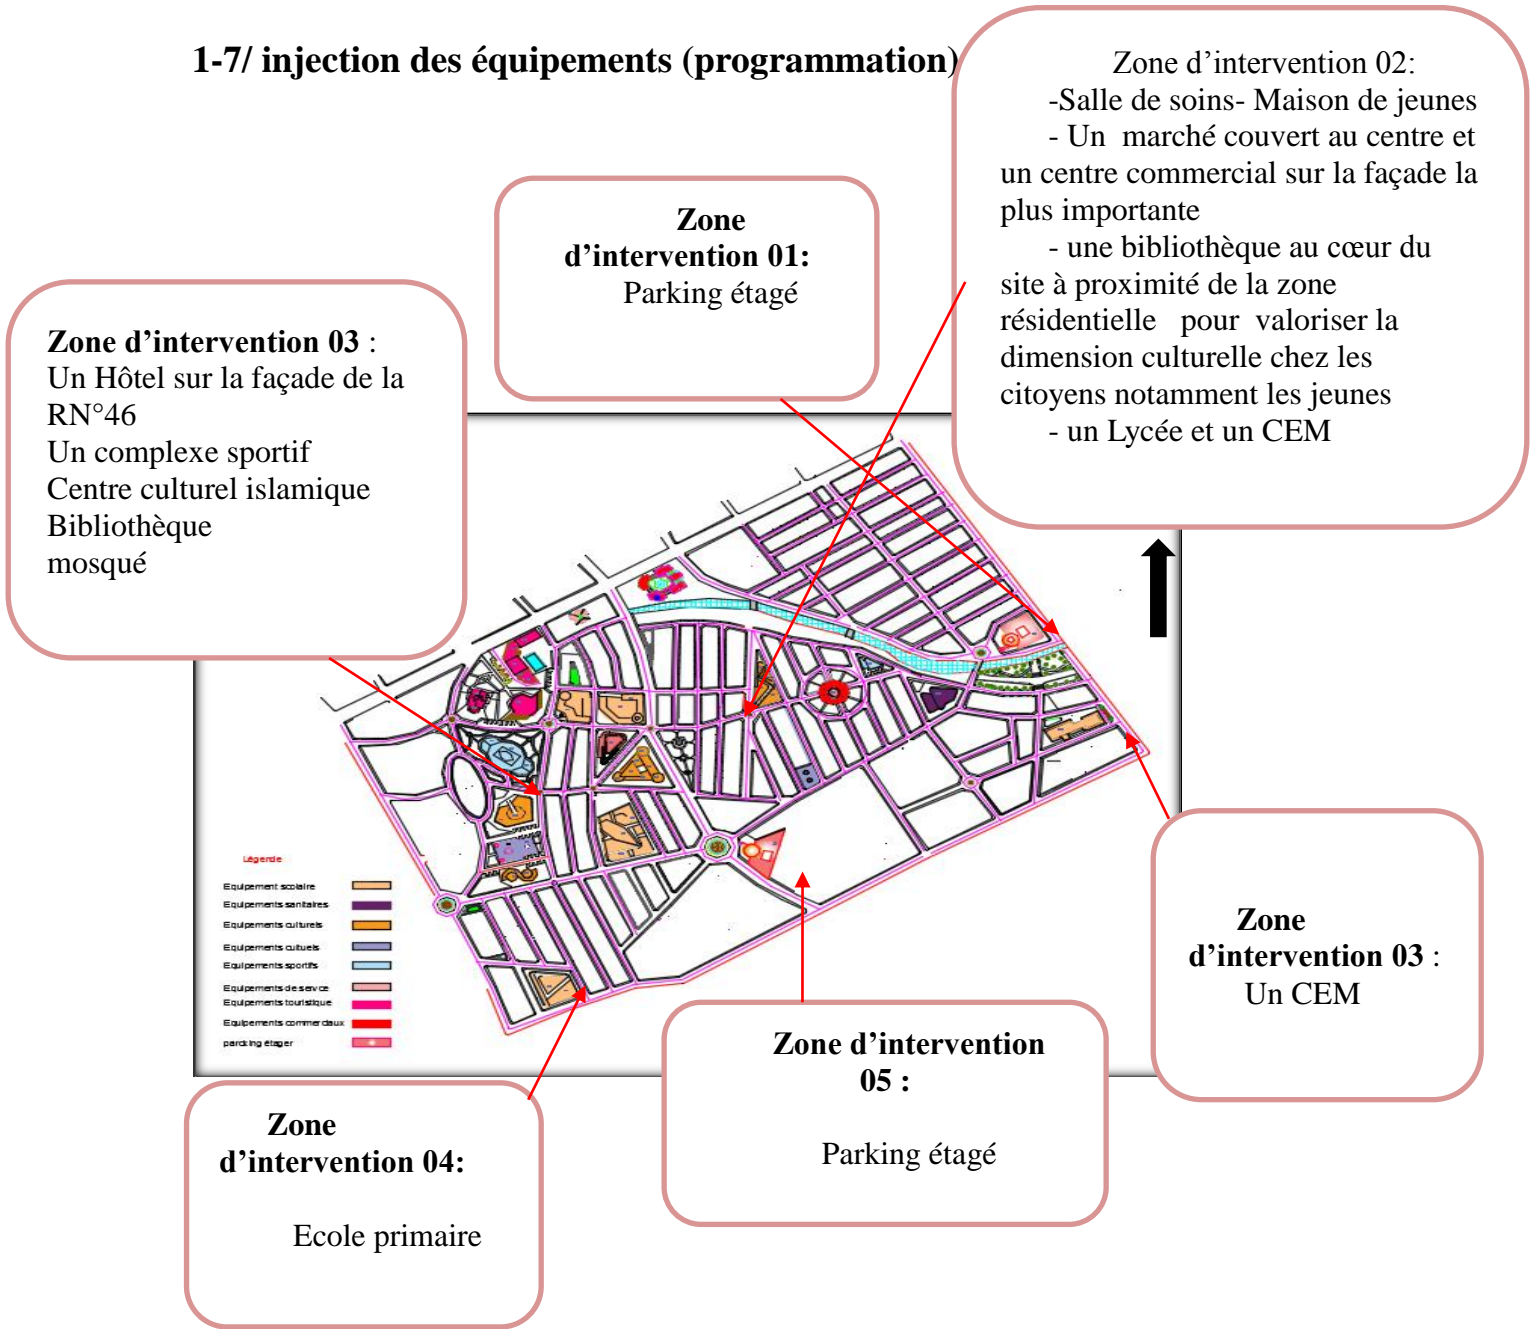 1-7/ injection des équipements (programmation)
Zone d'intervention 02:
-Salle de soins- Maison de jeunes
- Un marché couvert au centre et
un centre commercial sur la façade la
plus importante
- une bibliothèque au cœur du
site à proximité de la zone
résidentielle pour valoriser la
dimension culturelle chez les
citoyens notamment les jeunes
- un Lycée et un CEM
Zone
d'intervention 01:
Parking étagé
Zone d'intervention 03 :
Un Hôtel sur la façade de la
RN°46
Un complexe sportif
Centre culturel islamique
Bibliothèque
mosqué
Légende
Equipement scolaire
Equipements sanitaires
Equipements culturels
Equipements cultuels
Equipements sportifs
Equipements de service
Equipements touristique
Equipements commerciaux
parcking étager
Zone
d'intervention 03 :
Un CEM
Zone d'intervention
05 :
Parking étagé
Zone
d'intervention 04:
Ecole primaire